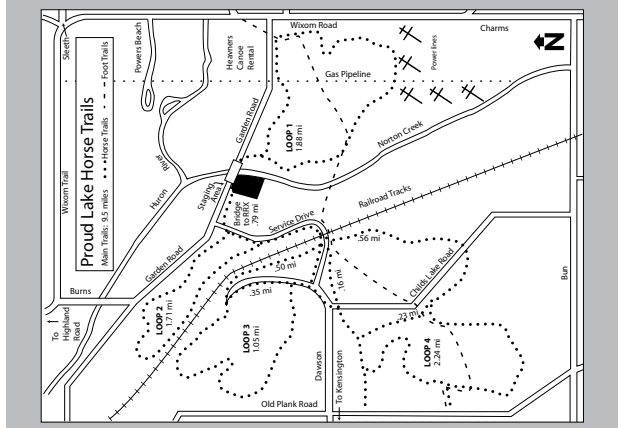 Proud Lake Horse Trails
Main Trails: 9.5 miles
Horse Trails
Foot Trails
Sleeth
Powers Beach
Heavners
Canoe
Rental
Wixom Road
Charms
N
Gas Pipeline
Power lines
Wixom Trail
River
Huron
Garden Road
LOOP 1
1.88 mi
Norton Creek
Staging
Area
Bridge
to RRX
.79 mi
Service Drive
Railroad Tracks
Garden Road
Burns
To
Highland
Road
LOOP 2
1.71 mi
.50 mi
.35 mi
LOOP 3
1.05 mi
.56 mi
.16 mi
Childs Lake Road
.23 mi
LOOP 4
2.24 mi
Bun
Dawson
To Kensington
Old Plank Road